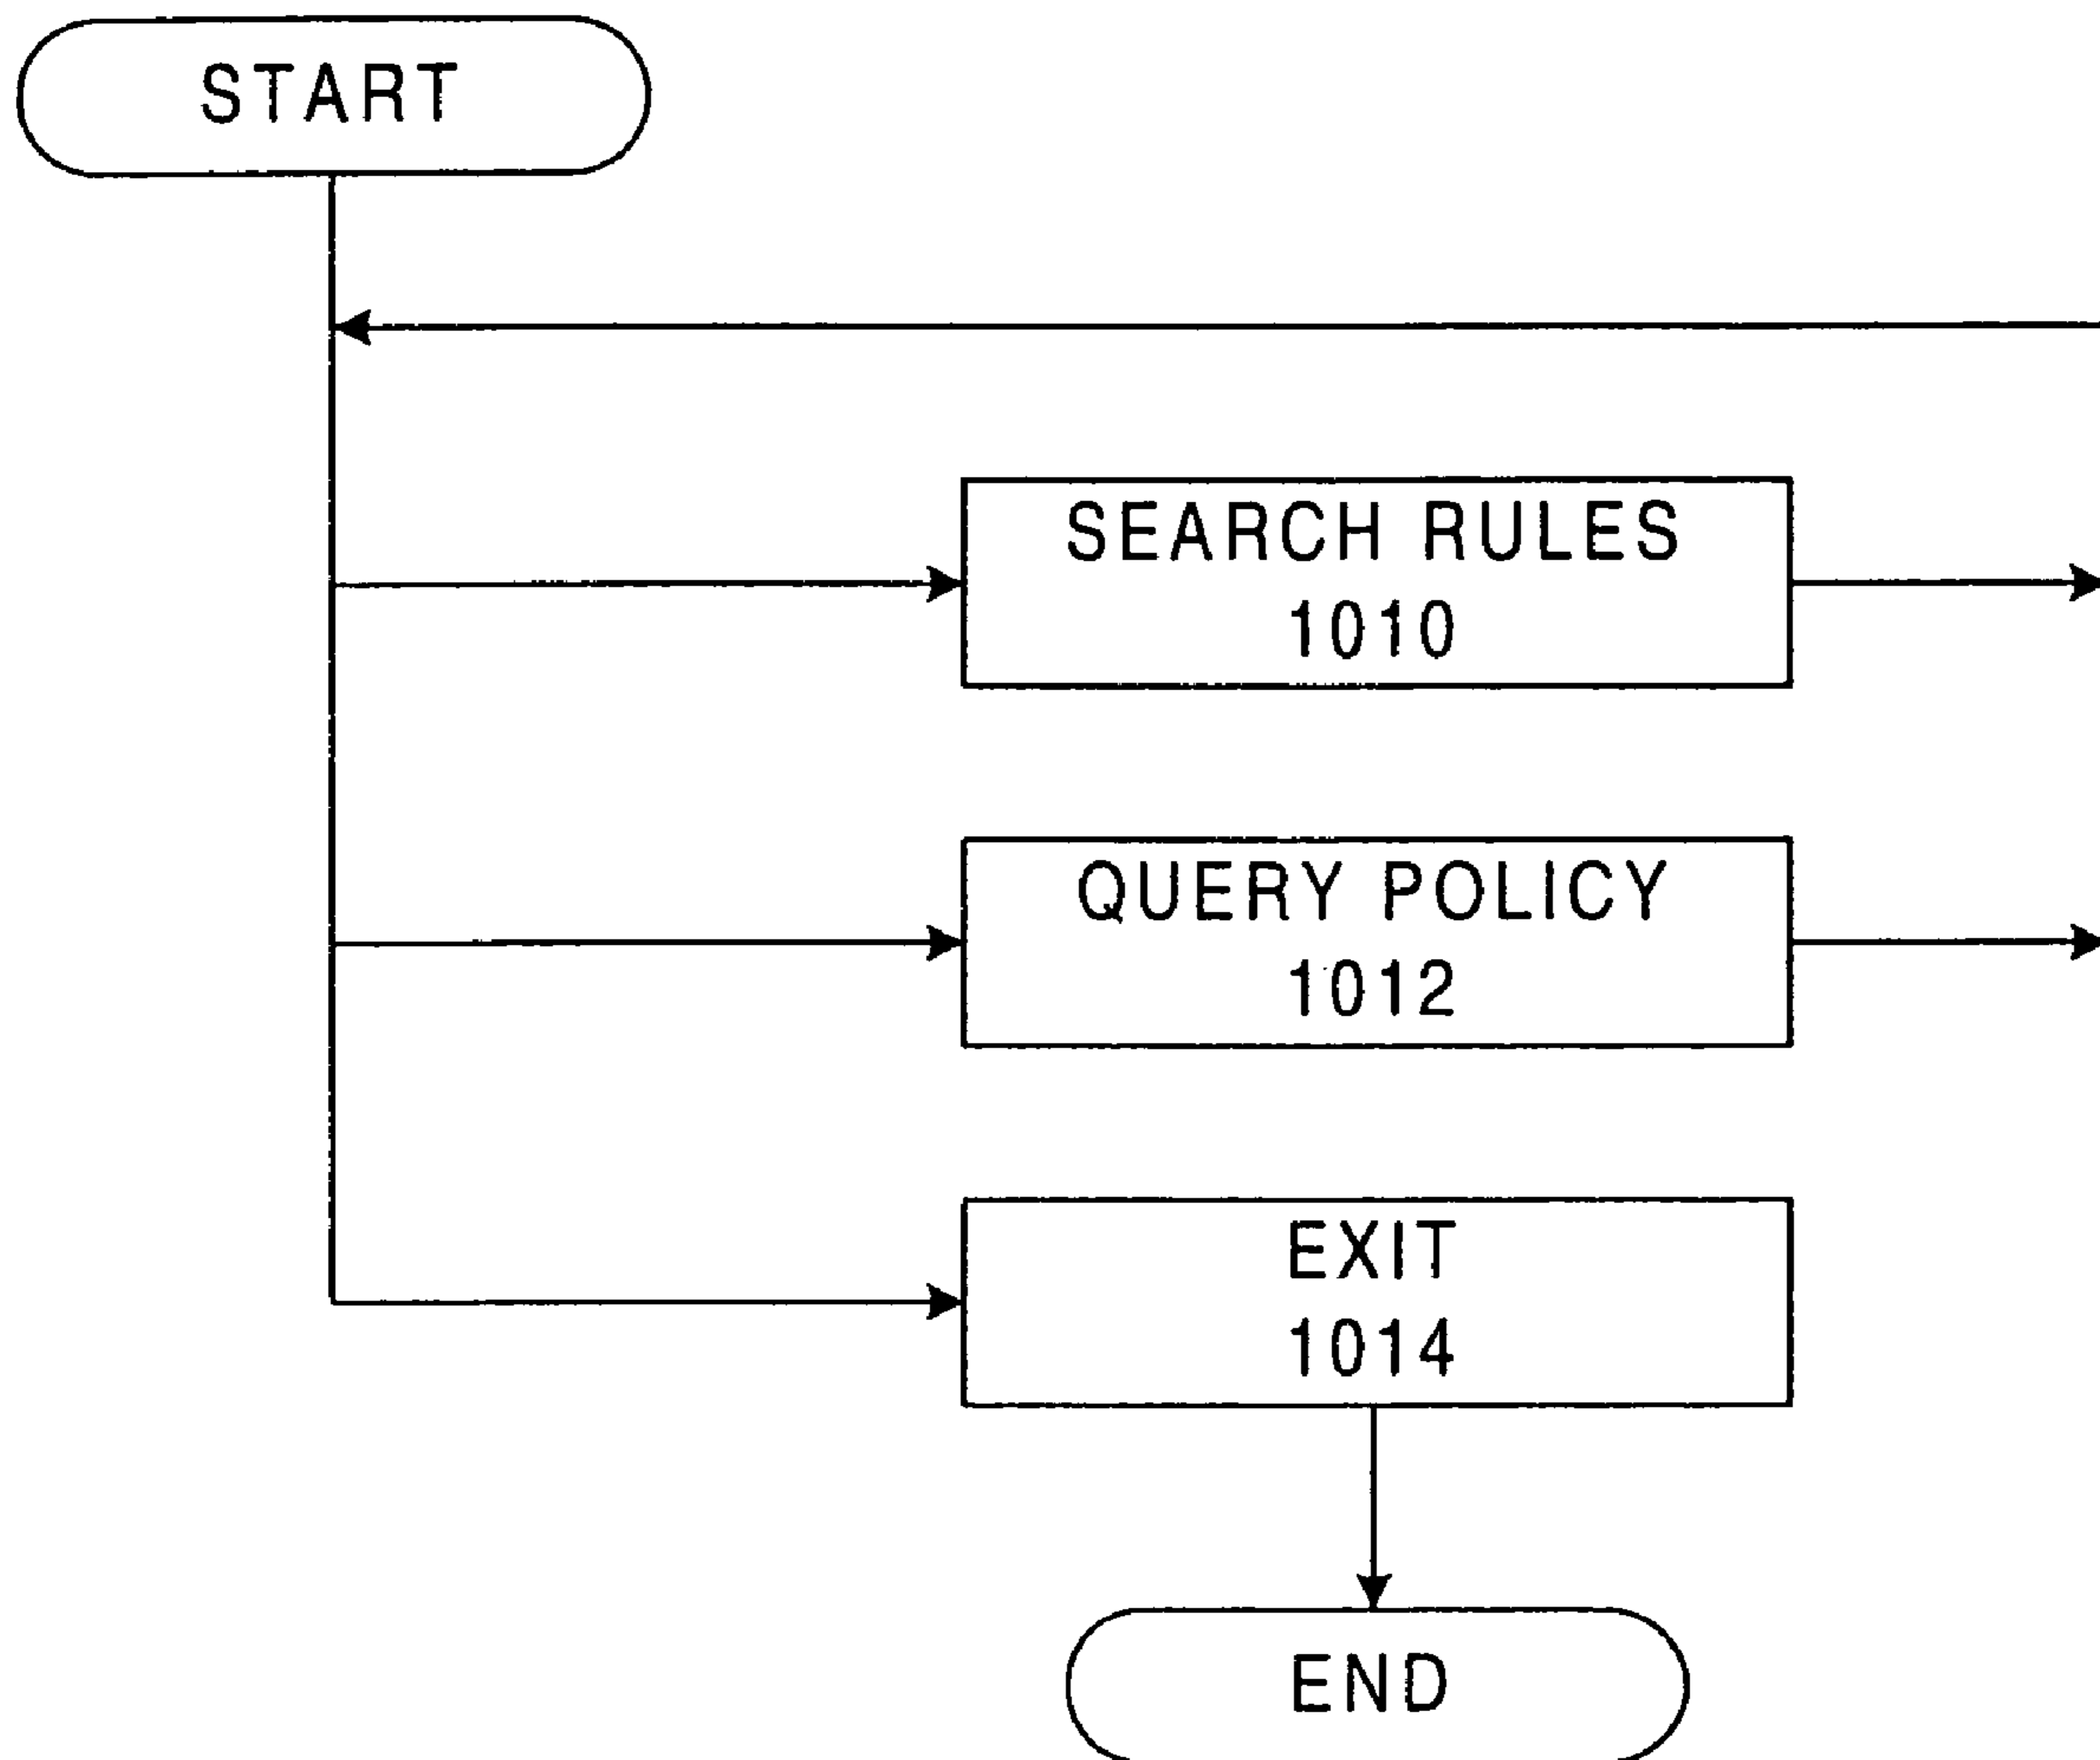 START
SEARCH RULES
1010
QUERY POLICY
1012
EXIT
1014
END